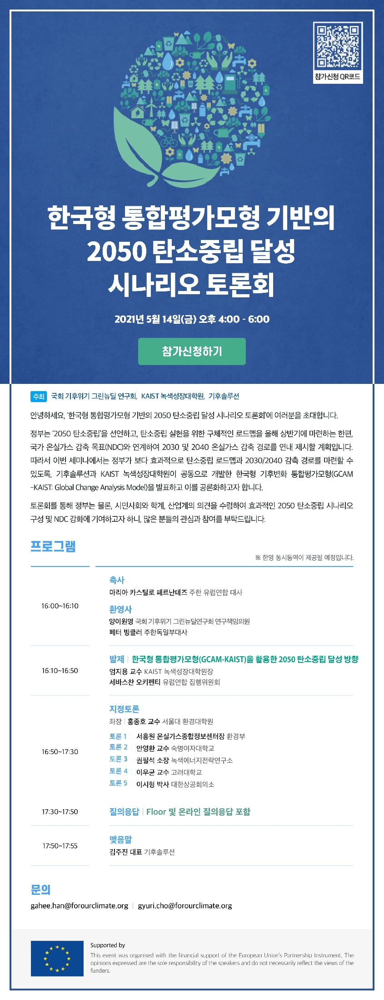 참가신청 QR코드
한국형 통합평가모형 기반의
2050 탄소중립 달성
시나리오 토론회
2021년 5월 14일(금) 오후 4:00 - 6:00
참가신청하기
주최 국회 기후위기 그린뉴딜 연구회, KAIST 녹색성장대학원, 기후솔루션
안녕하세요, ‘한국형 통합평가모형 기반의 2050 탄소중립 달성 시나리오 토론회’에 여러분을 초대합니다.
정부는 ‘2050 탄소중립’을 선언하고, 탄소중립 실현을 위한 구체적인 로드맵을 올해 상반기에 마련하는 한편,
국가 온실가스 감축 목표(NDC)와 연계하여 2030 및 2040 온실가스 감축 경로를 연내 제시할 계획입니다.
따라서 이번 세미나에서는 정부가 보다 효과적으로 탄소중립 로드맵과 2030/2040 감축 경로를 마련할 수
있도록, 기후솔루션과 KAIST 녹색성장대학원이 공동으로 개발한 한국형 기후변화 통합평가모형(GCAM
-KAIST: Global Change Analysis Model)을 발표하고 이를 공론화하고자 합니다.
토론회를 통해 정부는 물론, 시민사회와 학계, 산업계의 의견을 수렴하여 효과적인 2050 탄소중립 시나리오
구성 및 NDC 강화에 기여하고자 하니, 많은 분들의 관심과 참여를 부탁드립니다.
프로그램
※ 한영 동시통역이 제공될 예정입니다.
16:00~16:10
축사
마리아 카스틸로 페르난데즈 주한 유럽연합 대사
환영사
양이원영 국회 기후위기 그린뉴딜연구회 연구책임의원
페터 빙클러 주한독일부대사
16:10~16:50
발제 | 한국형 통합평가모형(GCAM-KAIST)을 활용한 2050 탄소중립 달성 방향
엄지용 교수 KAIST 녹색성장대학원장
세바스찬 오키펜티 유럽연합 집행위원회
16:50~17:30
지정토론
좌장 | 홍종호 교수 서울대 환경대학원
토론 1 서흥원 온실가스종합정보센터장 환경부
토론 2 안영환 교수 숙명여자대학교
토론 3 권필석 소장 녹색에너지전략연구소
토론 4 이우균 교수 고려대학교
토론 5 이시형 박사 대한상공회의소
17:30~17:50
질의응답 | Floor 및 온라인 질의응답 포함
17:50~17:55
맺음말
김주진 대표 기후솔루션
문의
gahee.han@forourclimate.org | gyuri.cho@forourclimate.org
Supported by
This event was organised with the financial support of the European Union's Partnership Instrument. The
opinions expressed are the sole responsibility of the speakers and do not necessarily reflect the views of the
funders.